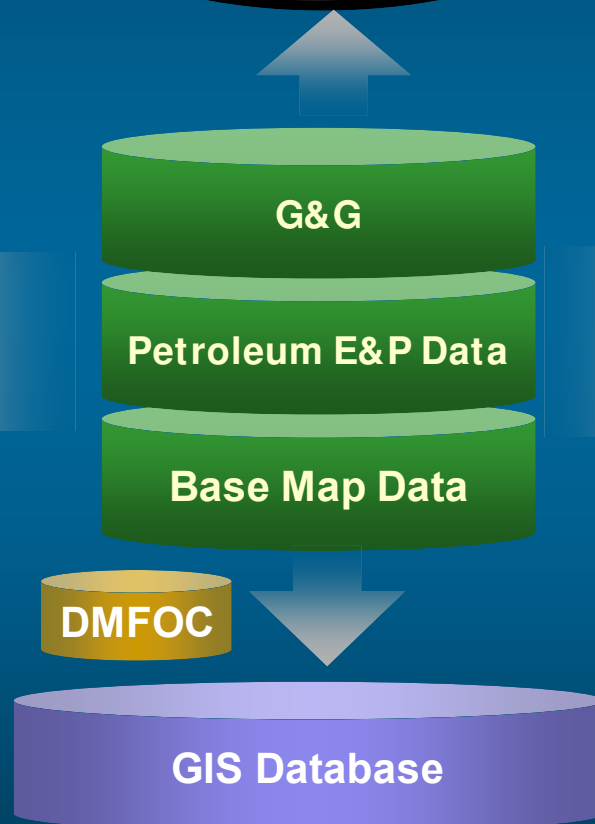 G&G
Petroleum E&P Data
Base Map Data
DMFOC
GIS Database